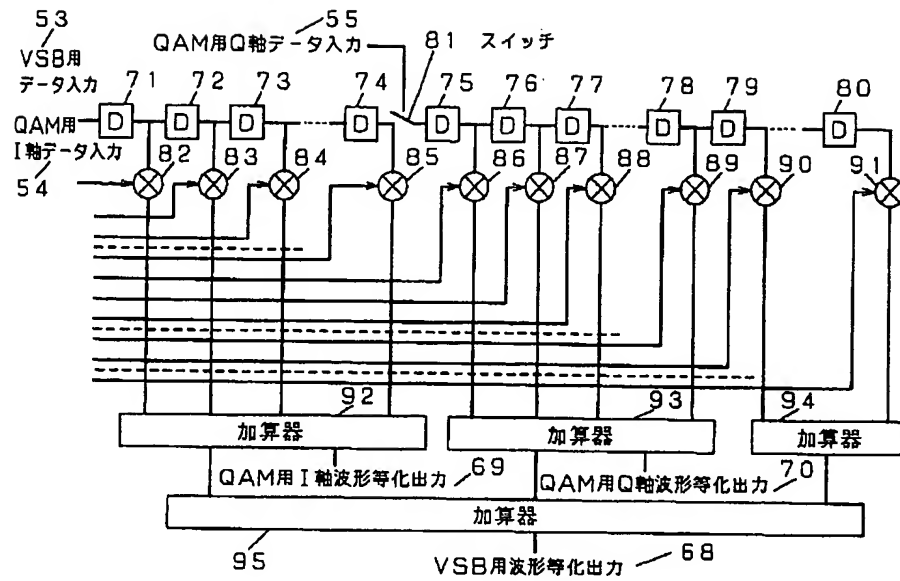 53
VSB用
データ入力
55
QAM用Q軸データ入力
81 スイッチ
71
72
73
74
75
76
77
78
79
80
D
D
D
D
D
D
D
D
D
D
QAM用
I軸データ入力
54
82
83
84
85
86
87
88
89
90
91
92
93
94
加算器
加算器
加算器
QAM用I軸波形等化出力
69
QAM用Q軸波形等化出力
70
加算器
95
VSB用波形等化出力
68